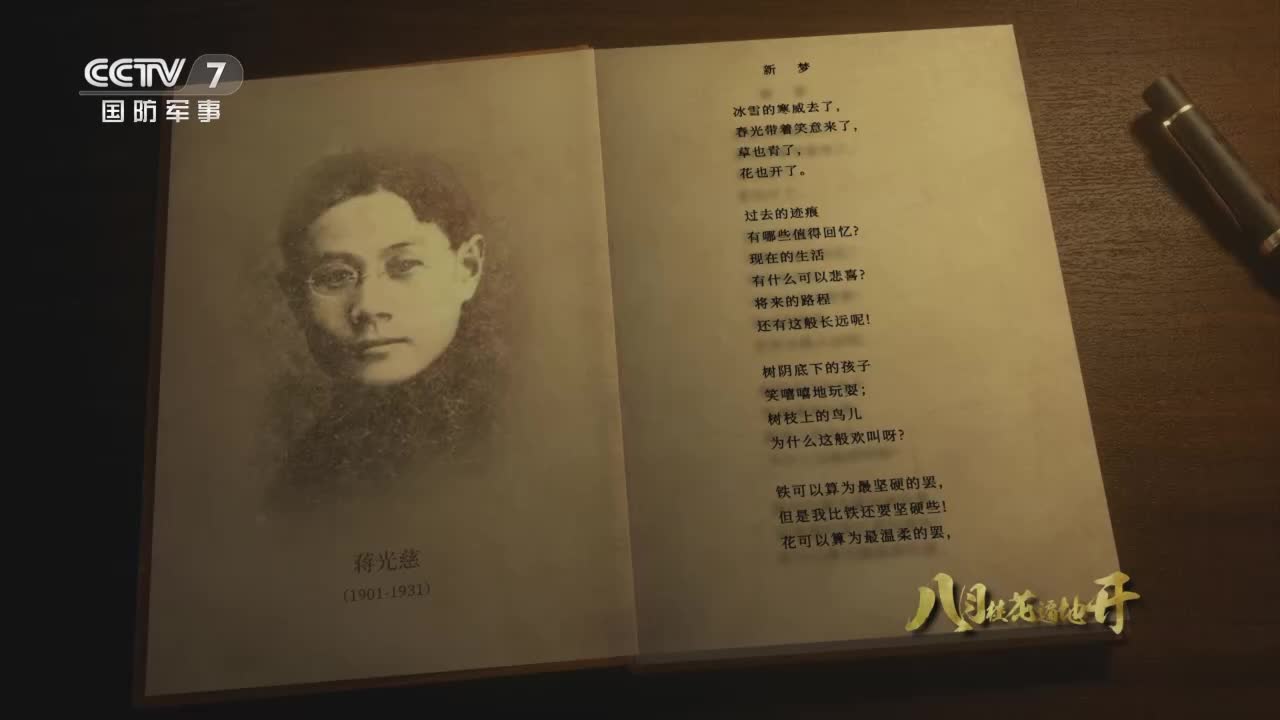 CCTV 7
国防军事
蒋光慈
(1901-1931)
新 梦
冰雪的寒威去了,
春光带着笑意来了,
草也青了,
花也开了。
过去的迹痕
有哪些值得回忆?
现在的生活
有什么可以悲喜?
将来的路程
还有这般长远呢!
树阴底下的孩子
笑嘻嘻地玩耍;
树枝上的鸟儿
为什么这般欢叫呀?
铁可以算为最坚硬的罢,
但是我比铁还要坚硬些!
花可以算为最温柔的罢,
八月桂花遍地开